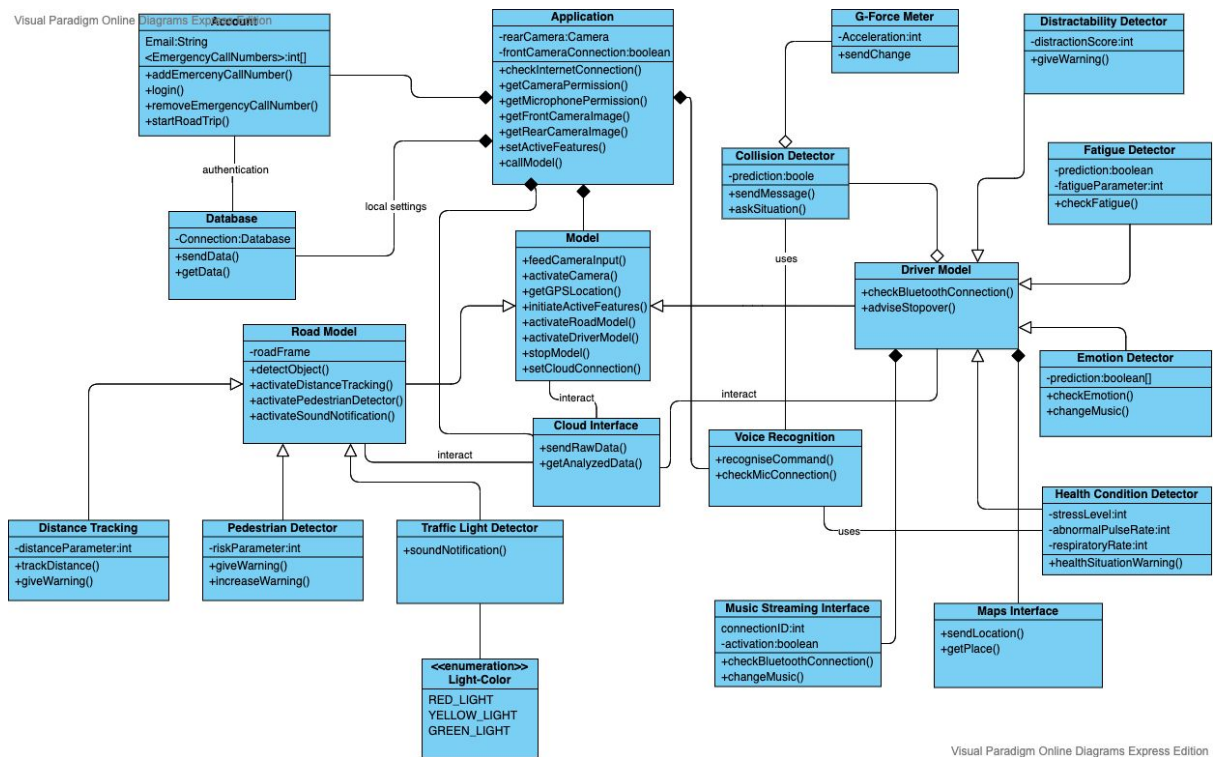 Visual Paradigm Online Diagrams Express Edition
Account
Email:String
<EmergencyCallNumbers>:int[]
+addEmercenyCallNumber()
+login()
+removeEmergencyCallNumber()
+startRoadTrip()
Application
-rearCamera:Camera
-frontCameraConnection:boolean
+checkInternetConnection()
+getCameraPermission()
+getMicrophonePermission()
+getFrontCameraImage()
+getRearCameraImage()
+setActiveFeatures()
+callModel()
G-Force Meter
-Acceleration:int
+sendChange
Distractability Detector
-distractionScore:int
+giveWarning()
authentication
local settings
Collision Detector
-prediction:boole
+sendMessage()
+askSituation()
Fatigue Detector
-prediction:boolean
-fatigueParameter:int
+checkFatigue()
Database
-Connection:Database
+sendData()
+getData()
Model
+feedCameraInput()
+activateCamera()
+getGPSLocation()
+initiateActiveFeatures()
+activateRoadModel()
+activateDriverModel()
+stopModel()
+setCloudConnection()
uses
Driver Model
+checkBluetoothConnection()
+adviseStopover()
Road Model
-roadFrame
+detectObject()
+activateDistanceTracking()
+activatePedestrianDetector()
+activateSoundNotification()
Emotion Detector
-prediction:boolean[]
+checkEmotion()
+changeMusic()
interact
interact
interact
Cloud Interface
+sendRawData()
+getAnalyzedData()
Voice Recognition
+recogniseCommand()
+checkMicConnection()
Health Condition Detector
-stressLevel:int
-abnormalPulseRate:int
-respiratoryRate:int
+healthSituationWarning()
uses
Distance Tracking
-distanceParameter:int
+trackDistance()
+giveWarning()
Pedestrian Detector
-riskParameter:int
+giveWarning()
+increaseWarning()
Traffic Light Detector
+soundNotification()
Music Streaming Interface
connectionID:int
-activation:boolean
+checkBluetoothConnection()
+changeMusic()
Maps Interface
+sendLocation()
+getPlace()
<<enumeration>>
Light-Color
RED_LIGHT
YELLOW_LIGHT
GREEN_LIGHT
Visual Paradigm Online Diagrams Express Edition